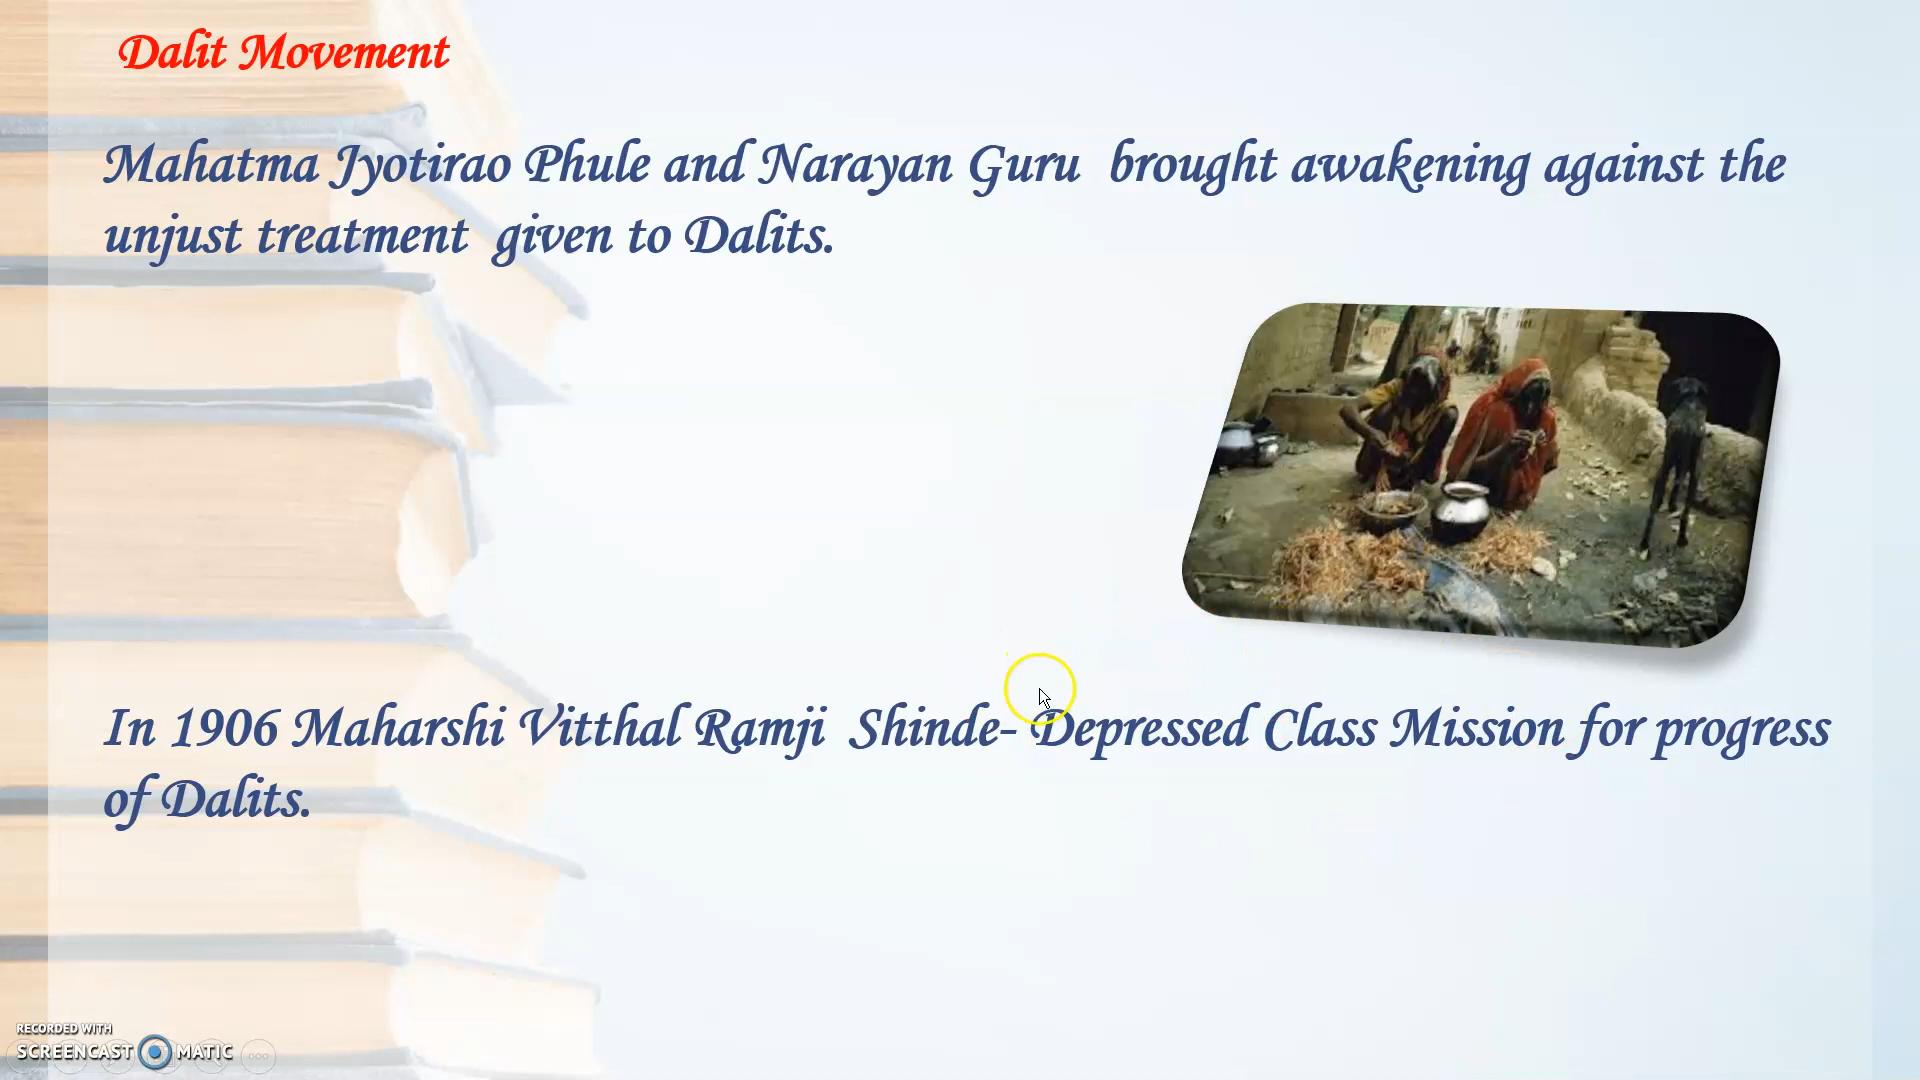 Dalit Movement
Mahatma Jyotirao Phule and Narayan Guru brought awakening against the
unjust treatment given to Dalits.
In 1906 Maharshi Vitthal Ramji Shinde- Depressed Class Mission for progress
of Dalits.
RECORDED WITH
SCREENCAST MATIC